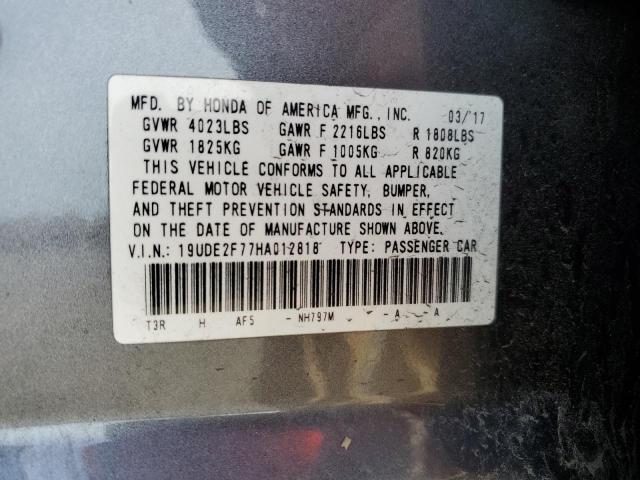 MFD. BY HONDA OF AMERICA MFG., INC. 03/17
GVWR 4023LBS GAWR F 2216LBS R 1808LBS
GVWR 1825KG GAWR F 1005KG R 820KG
THIS VEHICLE CONFORMS TO ALL APPLICABLE
FEDERAL MOTOR VEHICLE SAFETY, BUMPER,
AND THEFT PREVENTION STANDARDS IN EFFECT
ON THE DATE OF MANUFACTURE SHOWN ABOVE.
V.I.N.: 19UDE2F77HA012818 TYPE: PASSENGER CAR
T3R H AF5 - NH797M - A - A